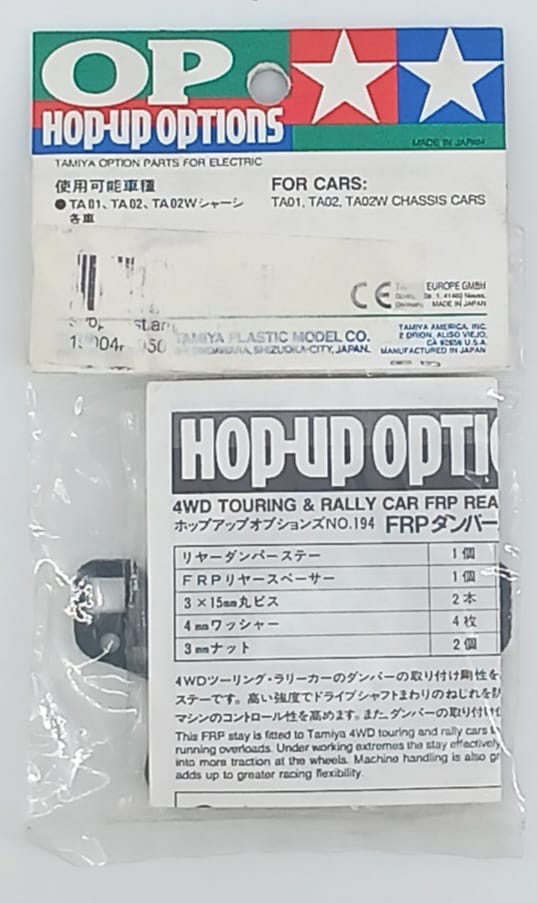 OP
HOP-UP OPTIONS
MADE IN JAPAN
TAMIYA OPTION PARTS FOR ELECTRIC
使用可能車種
●TA01、TA02、TA02Wシャーシ
各車
FOR CARS:
TA01, TA02, TA02W CHASSIS CARS
CE
EUROPE GMBH
MADE IN JAPAN
TAMIYA PLASTIC MODEL CO.
SHIZUOKA-CITY, JAPAN.
TAMIYA AMERICA, INC.
2 ORION, ALISO VIEJO,
CA 92656 U.S.A.
MANUFACTURED IN JAPAN
HOP-UP OPTI
4WD TOURING & RALLY CAR FRP REA
ホップアップオプションズNO.194 FRPダンパー
リヤーダンパーステー 1個
FRPリヤースペーサー 1個
3×15㎜丸ビス 2本
4㎜ワッシャー 4枚
3㎜ナット 2個
4WDツーリング・ラリーカーのダンパーの取り付け剛性を
ステーです。高い強度でドライブシャフトまわりのねじれを
マシンのコントロール性を高めます。また、ダンパーの取り付け
This FRP stay is fitted to Tamiya 4WD touring and rally cars
running overloads. Under working extremes the stay effectively
into more traction at the wheels. Machine handling is also gr
adds up to greater racing flexibility.